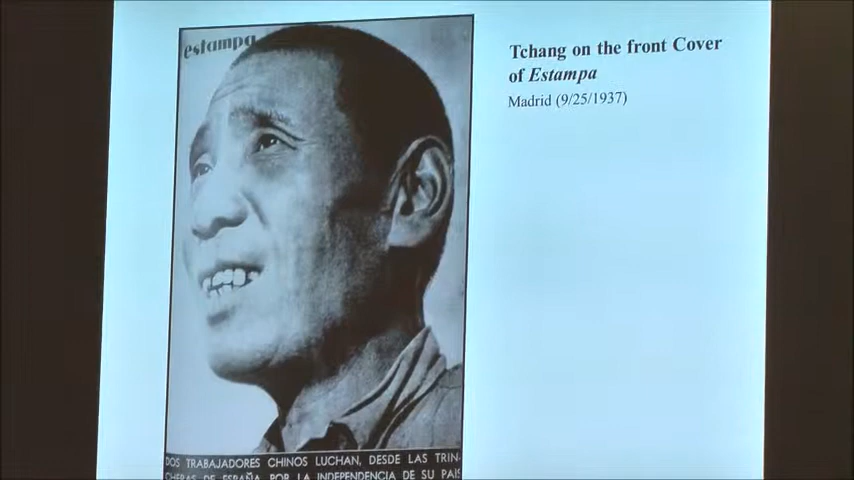 estampa
Tchang on the front Cover
of Estampa
Madrid (9/25/1937)
DOS TRABAJADORES CHINOS LUCHAN, DESDE LAS TRIN-
CHERAS DE ESPAÑA, POR LA INDEPENDENCIA DE SU PAÍS